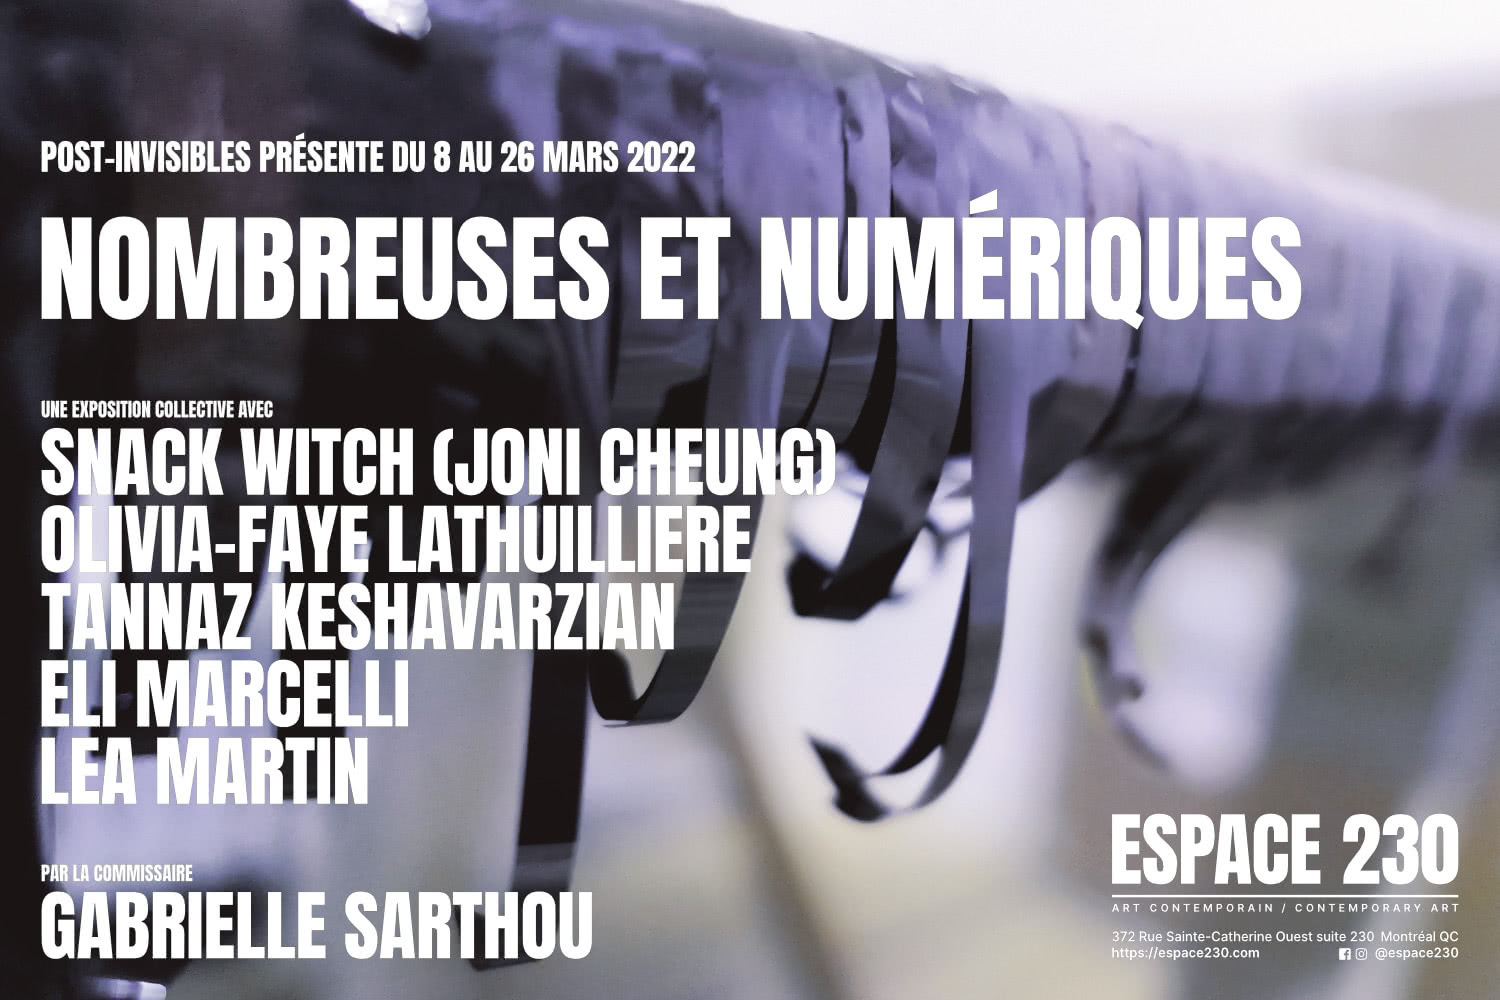 POST-INVISIBLES PRÉSENTE DU 8 AU 26 MARS 2022
NOMBREUSES ET NUMÉRIQUES
UNE EXPOSITION COLLECTIVE AVEC
SNACK WITCH (JONI CHEUNG)
OLIVIA-FAYE LATHUILLIERE
TANNAZ KESHAVARZIAN
ELI MARCELLI
LEA MARTIN
PAR LA COMMISSAIRE
GABRIELLE SARTHOU
ESPACE 230
ART CONTEMPORAIN / CONTEMPORARY ART
372 Rue Sainte-Catherine Ouest suite 230 Montréal QC
https://espace230.com @espace230